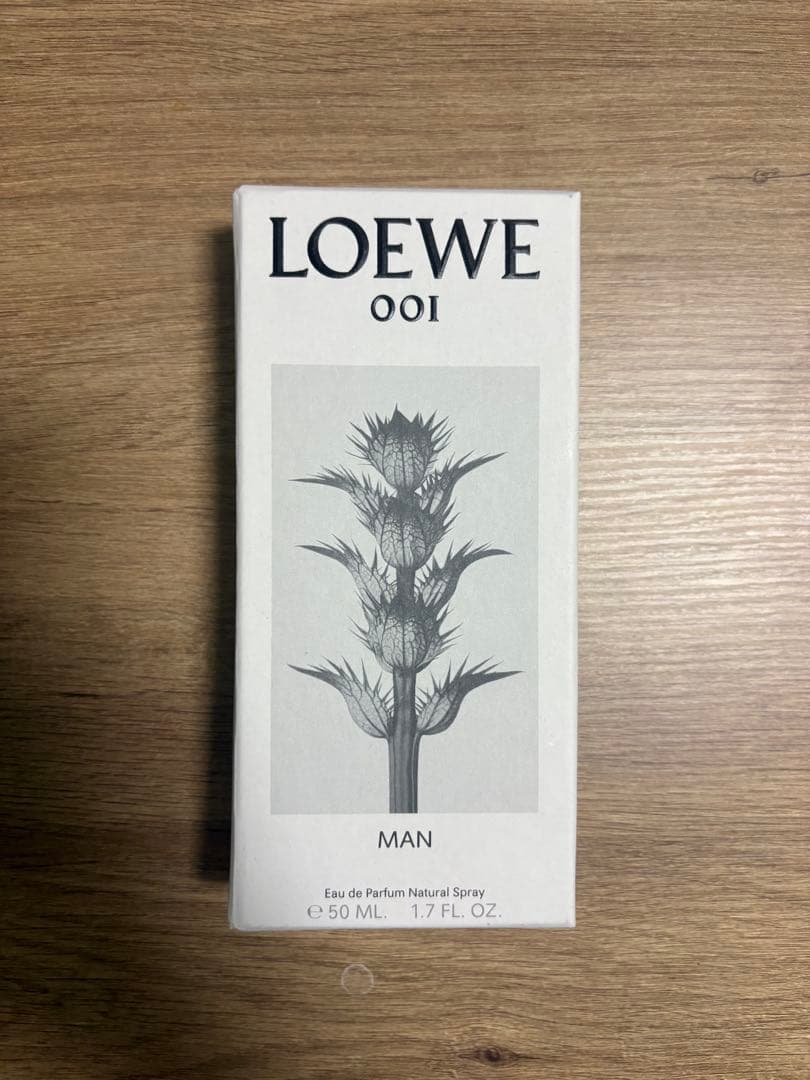 LOEWE
001
MAN
Eau de Parfum Natural Spray
℮ 50 ML. 1.7 FL. OZ.